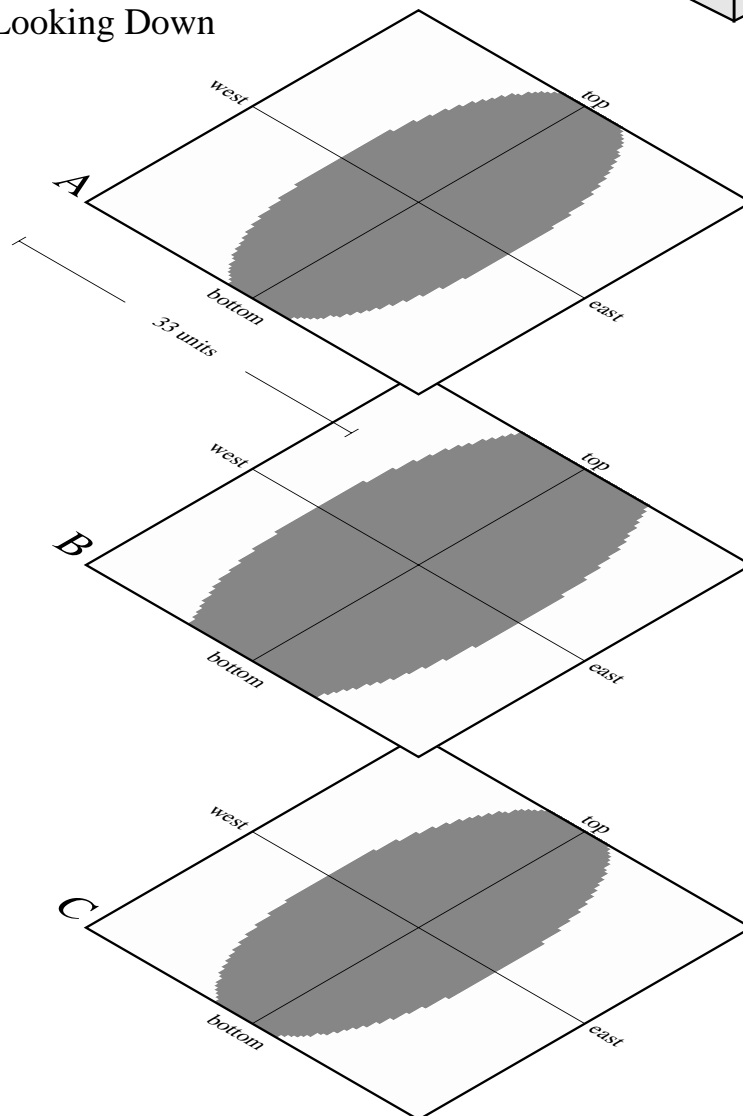 Looking Down
west
top
A
bottom
east
33 units
west
top
B
bottom
east
west
top
C
bottom
east